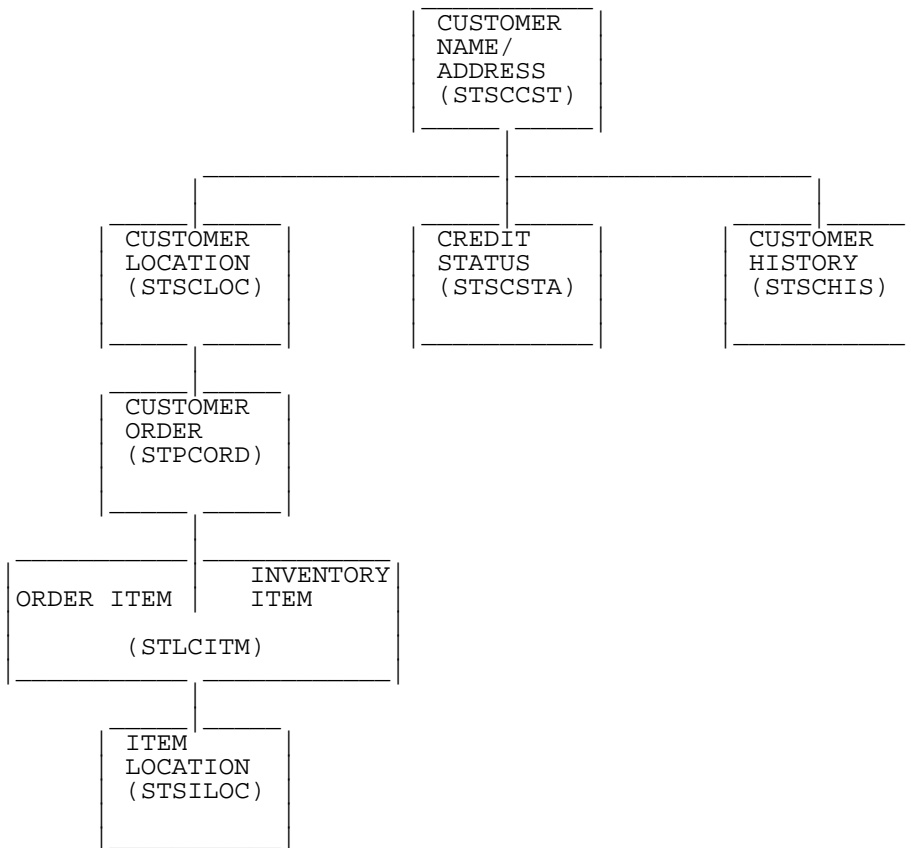 CUSTOMER
NAME/
ADDRESS
(STSCCST)
CUSTOMER
LOCATION
(STSCLOC)
CREDIT
STATUS
(STSCSTA)
CUSTOMER
HISTORY
(STSCHIS)
CUSTOMER
ORDER
(STPCORD)
INVENTORY
ORDER ITEM ITEM
(STLCITM)
ITEM
LOCATION
(STSILOC)